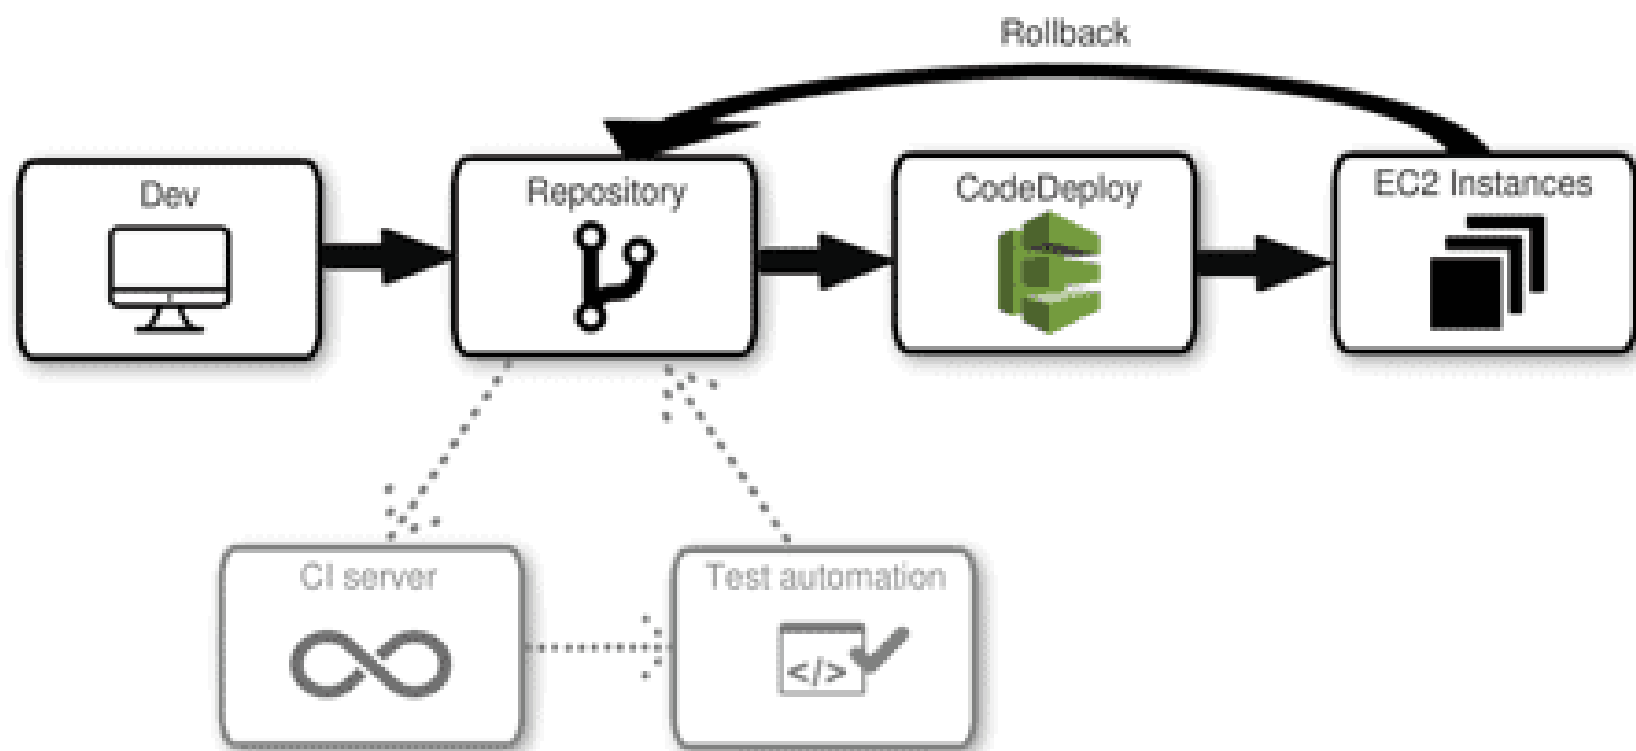 Rollback
Dev
Repository
CodeDeploy
EC2 Instances
CI server
Test automation
</>